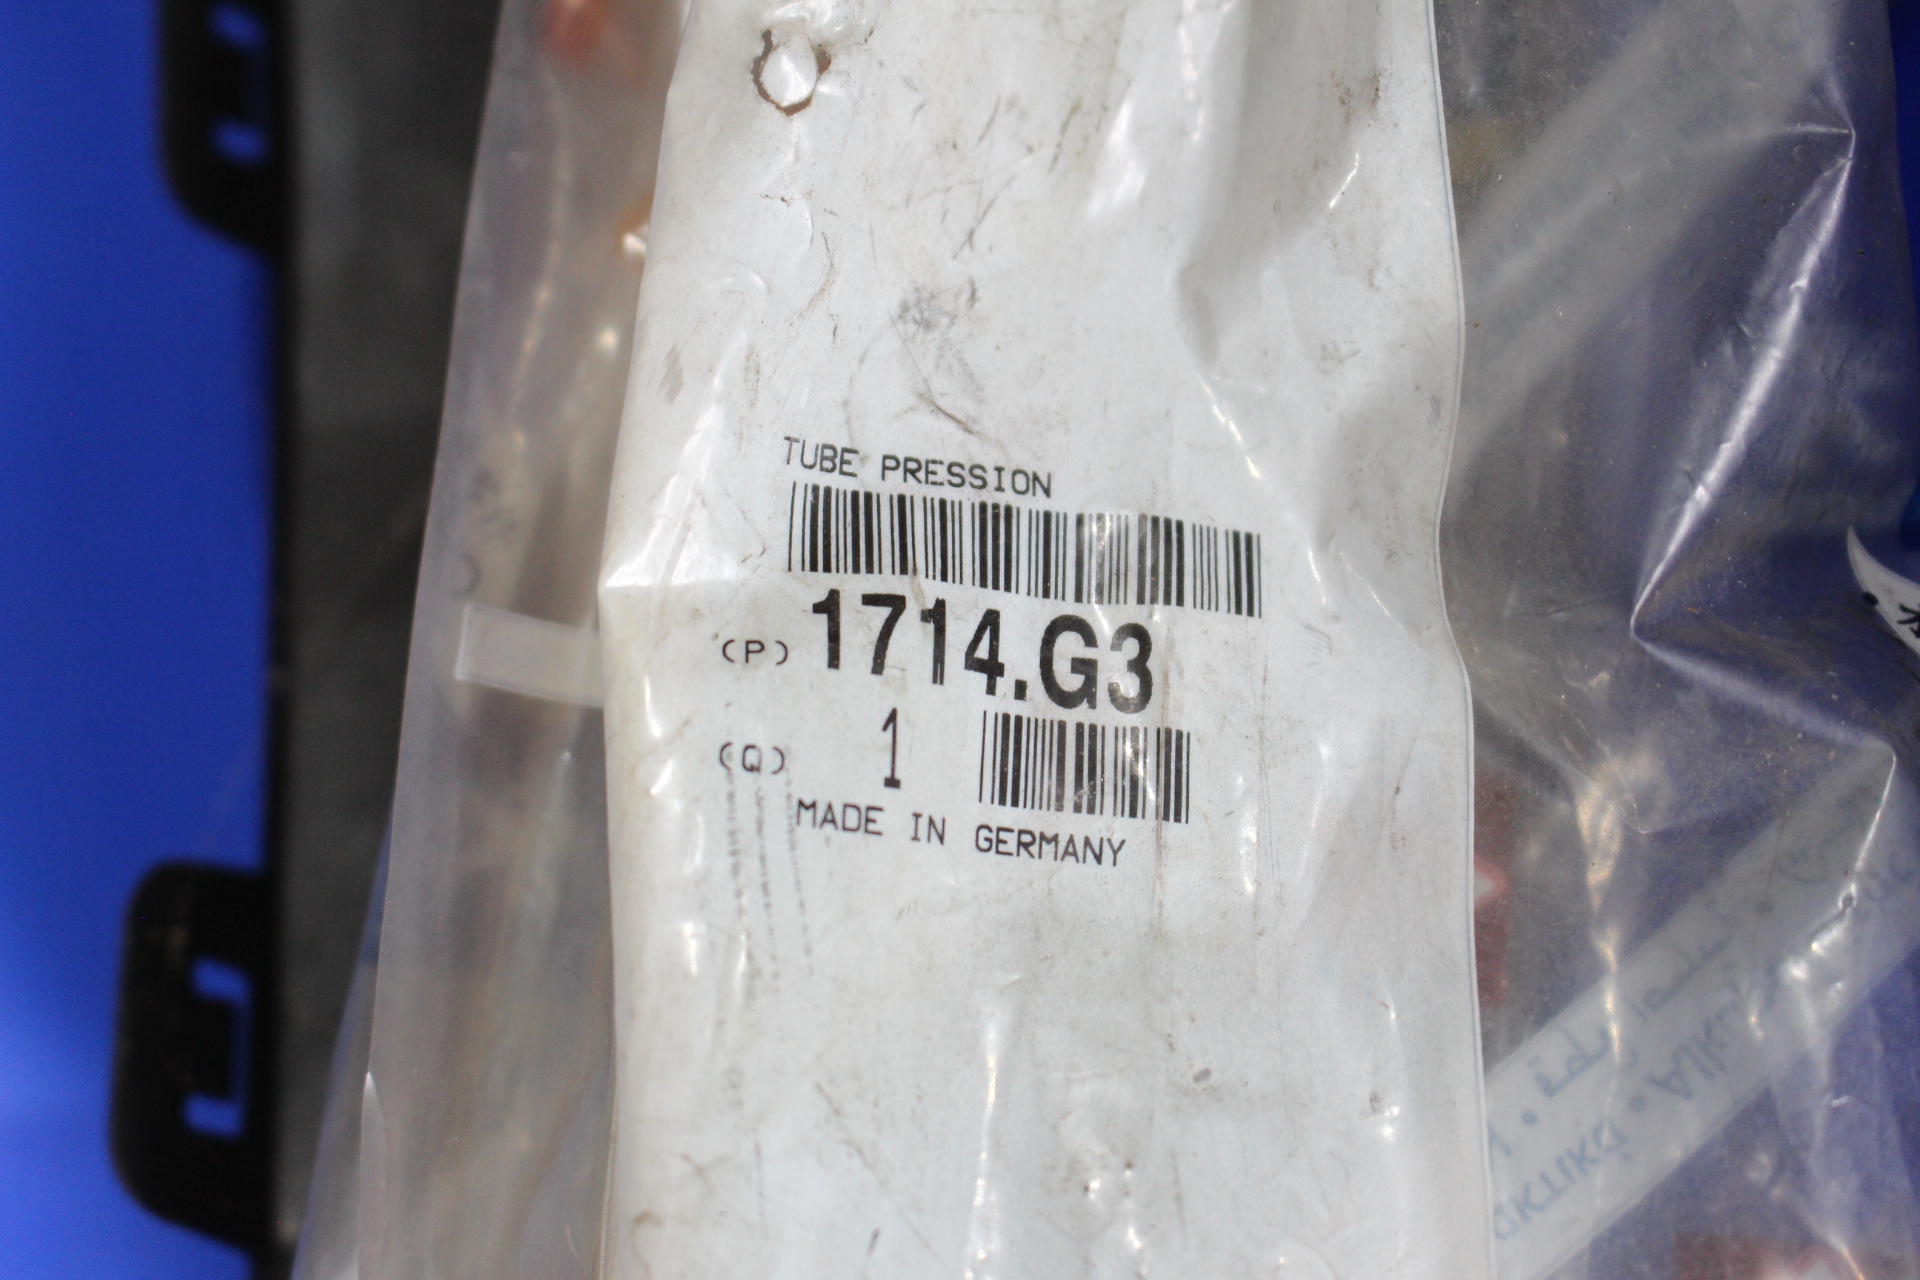 TUBE PRESSION
(P) 1714.G3
(Q) 1
MADE IN GERMANY